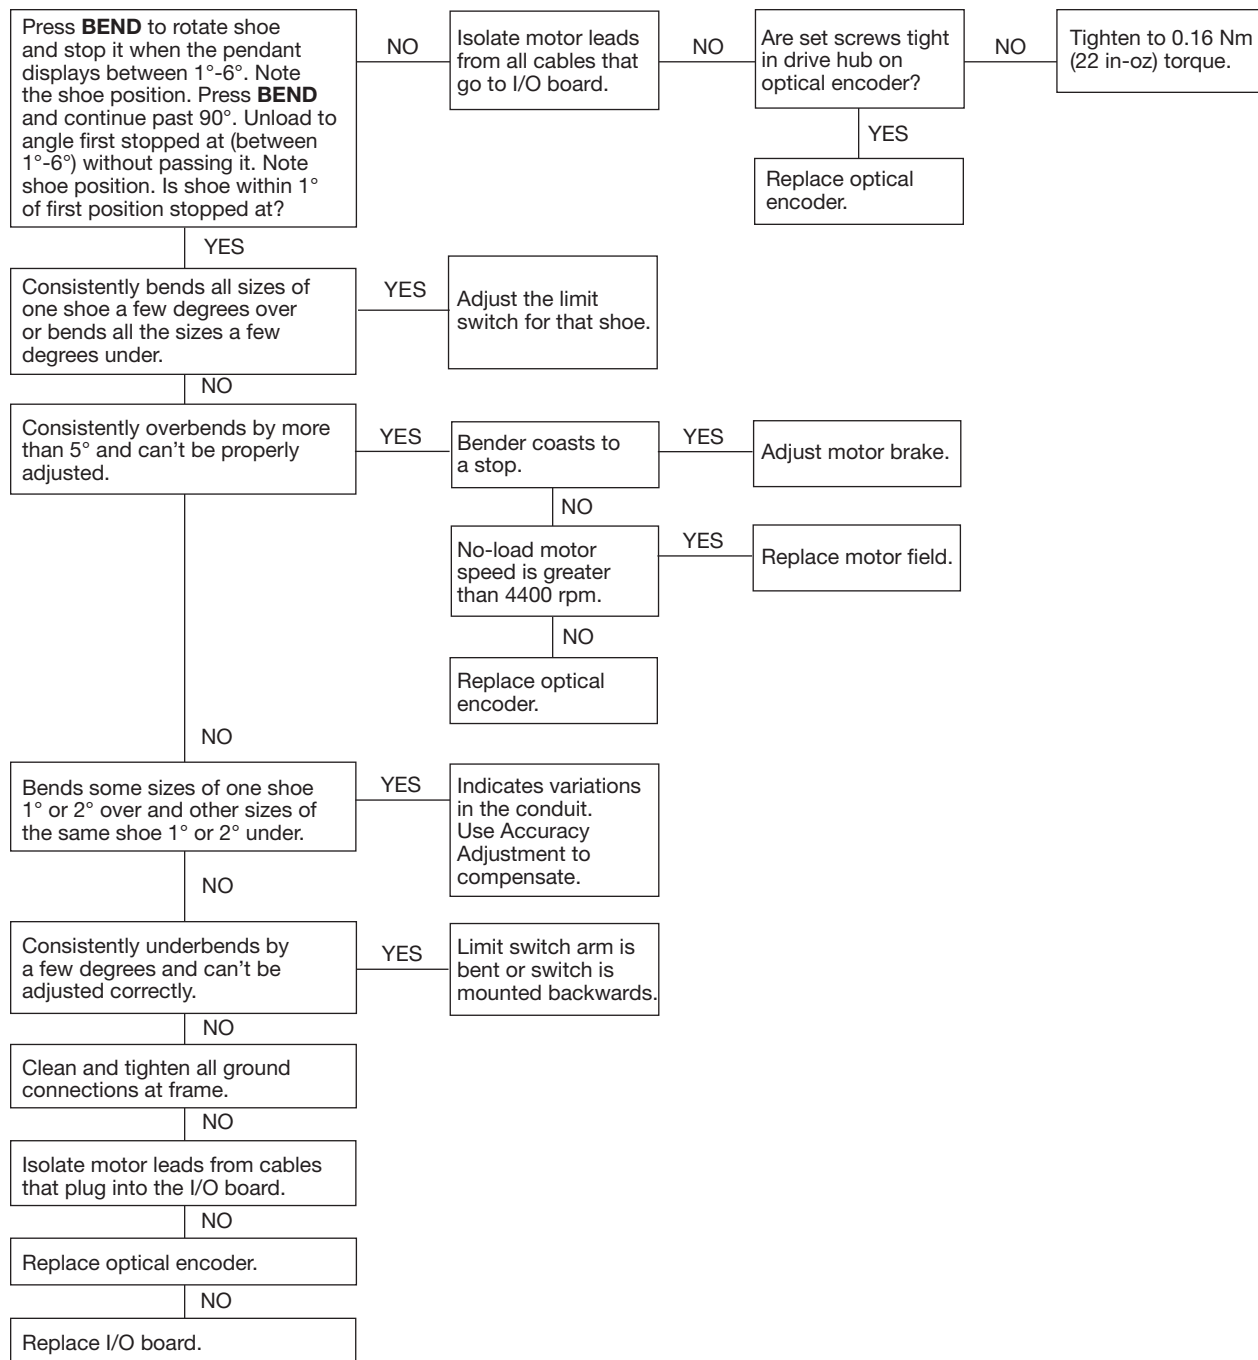 Press BEND to rotate shoe
and stop it when the pendant
displays between 1°-6°. Note
the shoe position. Press BEND
and continue past 90°. Unload to
angle first stopped at (between
1°-6°) without passing it. Note
shoe position. Is shoe within 1°
of first position stopped at?
NO
Isolate motor leads
from all cables that
go to I/O board.
NO
Are set screws tight
in drive hub on
optical encoder?
NO
Tighten to 0.16 Nm
(22 in-oz) torque.
YES
Replace optical
encoder.
YES
Consistently bends all sizes of
one shoe a few degrees over
or bends all the sizes a few
degrees under.
YES
Adjust the limit
switch for that shoe.
NO
Consistently overbends by more
than 5° and can't be properly
adjusted.
YES
Bender coasts to
a stop.
YES
Adjust motor brake.
NO
No-load motor
speed is greater
than 4400 rpm.
YES
Replace motor field.
NO
Replace optical
encoder.
NO
Bends some sizes of one shoe
1° or 2° over and other sizes of
the same shoe 1° or 2° under.
YES
Indicates variations
in the conduit.
Use Accuracy
Adjustment to
compensate.
NO
Consistently underbends by
a few degrees and can't be
adjusted correctly.
YES
Limit switch arm is
bent or switch is
mounted backwards.
NO
Clean and tighten all ground
connections at frame.
NO
Isolate motor leads from cables
that plug into the I/O board.
NO
Replace optical encoder.
NO
Replace I/O board.